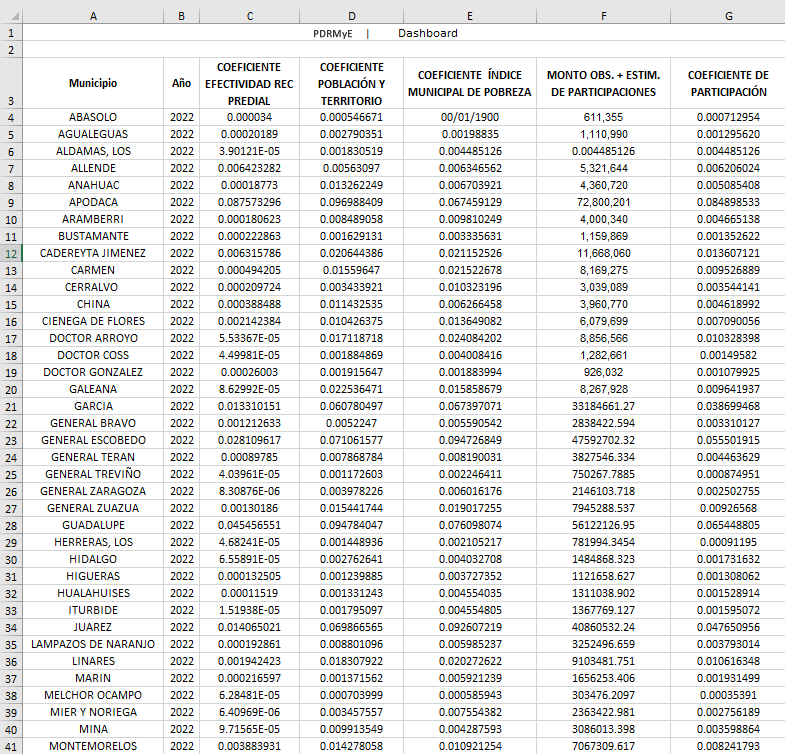 A B C D E F G
1 PDRMyE | Dashboard
2
3 Municipio Año COEFICIENTE EFECTIVIDAD REC PREDIAL COEFICIENTE POBLACIÓN Y TERRITORIO COEFICIENTE ÍNDICE MUNICIPAL DE POBREZA MONTO OBS. + ESTIM. DE PARTICIPACIONES COEFICIENTE DE PARTICIPACIÓN
4 ABASOLO 2022 0.000034 0.000546671 00/01/1900 611,355 0.000712954
5 AGUALEGUAS 2022 0.00020189 0.002790351 0.00198835 1,110,990 0.001295620
6 ALDAMAS, LOS 2022 3.90121E-05 0.001830519 0.004485126 0.004485126 0.004485126
7 ALLENDE 2022 0.006423282 0.00563097 0.006346562 5,321,644 0.006206024
8 ANAHUAC 2022 0.00018773 0.013262249 0.006703921 4,360,720 0.005085408
9 APODACA 2022 0.087573296 0.096988409 0.067459129 72,800,201 0.084898533
10 ARAMBERRI 2022 0.000180623 0.008489058 0.009810249 4,000,340 0.004665138
11 BUSTAMANTE 2022 0.000222863 0.001629131 0.003335631 1,159,869 0.001352622
12 CADEREYTA JIMENEZ 2022 0.006315786 0.020644386 0.021152526 11,668,060 0.013607121
13 CARMEN 2022 0.000494205 0.01559647 0.021522678 8,169,275 0.009526889
14 CERRALVO 2022 0.000209724 0.003433921 0.010323196 3,039,089 0.003544141
15 CHINA 2022 0.000388488 0.011432535 0.006266458 3,960,770 0.004618992
16 CIENEGA DE FLORES 2022 0.002142384 0.010426375 0.013649082 6,079,699 0.007090056
17 DOCTOR ARROYO 2022 5.53367E-05 0.017118718 0.024084202 8,856,566 0.010328398
18 DOCTOR COSS 2022 4.49981E-05 0.001884869 0.004008416 1,282,661 0.00149582
19 DOCTOR GONZALEZ 2022 0.00026003 0.001915647 0.001883994 926,032 0.001079925
20 GALEANA 2022 8.62992E-05 0.022536471 0.015858679 8,267,928 0.009641937
21 GARCIA 2022 0.013310151 0.060780497 0.067397071 33184661.27 0.038699468
22 GENERAL BRAVO 2022 0.001212633 0.0052247 0.005590542 2838422.594 0.003310127
23 GENERAL ESCOBEDO 2022 0.028109617 0.071061577 0.094726849 47592702.32 0.055501915
24 GENERAL TERAN 2022 0.00089785 0.007868784 0.008190031 3827546.334 0.004463629
25 GENERAL TREVIÑO 2022 4.03961E-05 0.001172603 0.002246411 750267.7885 0.000874951
26 GENERAL ZARAGOZA 2022 8.30876E-06 0.003978226 0.006016176 2146103.718 0.002502755
27 GENERAL ZUAZUA 2022 0.00130186 0.015441744 0.019017255 7945288.537 0.00926568
28 GUADALUPE 2022 0.045456551 0.094784047 0.076098074 56122126.95 0.065448805
29 HERRERAS, LOS 2022 4.68241E-05 0.001448936 0.002105217 781994.3454 0.00091195
30 HIDALGO 2022 6.55891E-05 0.002762641 0.004032708 1484868.323 0.001731632
31 HIGUERAS 2022 0.000132505 0.001239885 0.003727352 1121658.627 0.001308062
32 HUALAHUISES 2022 0.00011519 0.001331243 0.004554035 1311038.902 0.001528914
33 ITURBIDE 2022 1.51938E-05 0.001795097 0.004554805 1367769.127 0.001595072
34 JUAREZ 2022 0.014065021 0.069866565 0.092607219 40860532.24 0.047650956
35 LAMPAZOS DE NARANJO 2022 0.000192861 0.008801096 0.005985237 3252496.659 0.003793014
36 LINARES 2022 0.001942423 0.018307922 0.020272622 9103481.751 0.010616348
37 MARIN 2022 0.000216597 0.001371562 0.005921239 1656253.406 0.001931499
38 MELCHOR OCAMPO 2022 6.28481E-05 0.000703999 0.000585943 303476.2097 0.00035391
39 MIER Y NORIEGA 2022 6.40969E-06 0.003457557 0.007554382 2363422.981 0.002756189
40 MINA 2022 9.71565E-05 0.009913549 0.004287593 3086013.398 0.003598864
41 MONTEMORELOS 2022 0.003883931 0.014278058 0.010921254 7067309.617 0.008241793